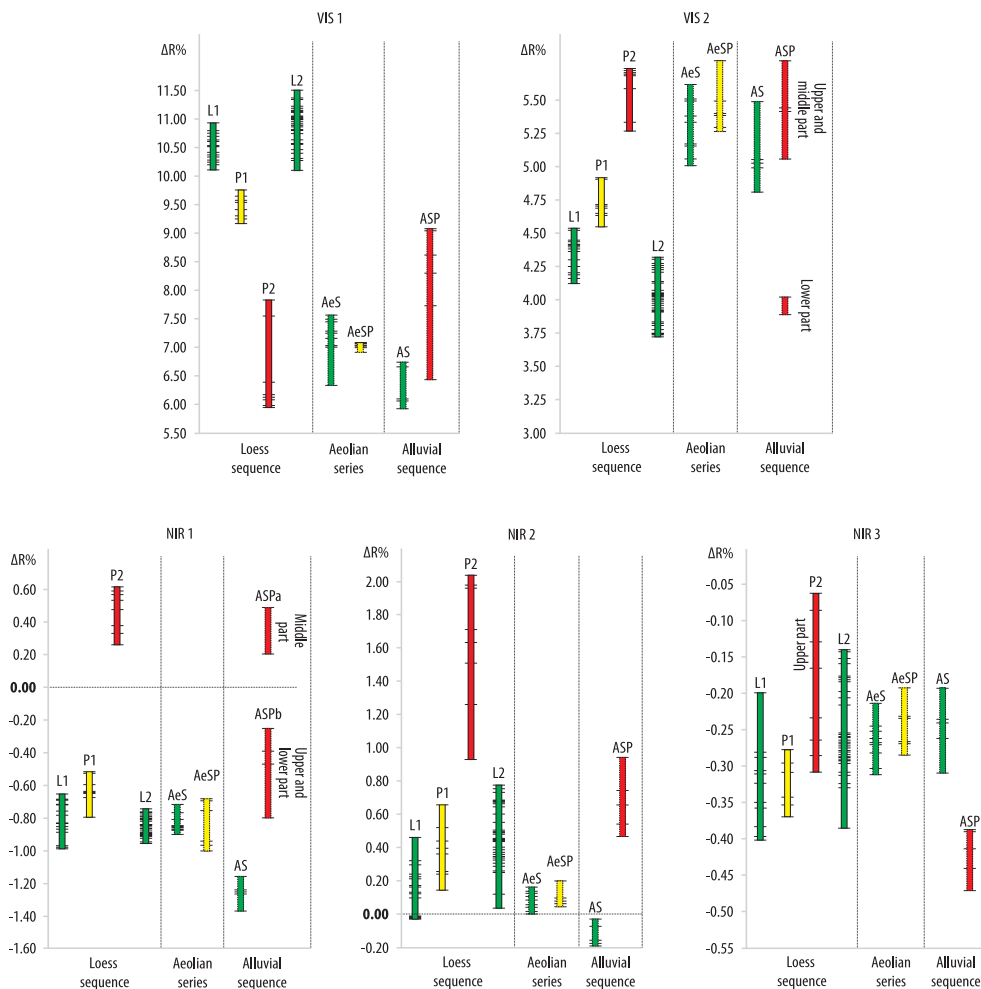 VIS 1
ΔR%
11.50
11.00
10.50
10.00
9.50
9.00
8.50
8.00
7.50
7.00
6.50
6.00
5.50
L1
P1
P2
L2
AeS
AeSP
AS
ASP
Loess
sequence
Aeolian
series
Alluvial
sequence
VIS 2
ΔR%
5.50
5.25
5.00
4.75
4.50
4.25
4.00
3.75
3.50
3.25
3.00
L1
P1
P2
L2
AeS
AeSP
AS
ASP
Upper and
middle part
Lower part
Loess
sequence
Aeolian
series
Alluvial
sequence
NIR 1
ΔR%
0.60
0.40
0.20
0.00
-0.20
-0.40
-0.60
-0.80
-1.00
-1.20
-1.40
-1.60
L1
P1
P2
L2
AeS
AeSP
AS
ASPa
Middle
part
ASPb
Upper and
lower part
Loess
sequence
Aeolian
series
Alluvial
sequence
NIR 2
ΔR%
2.00
1.80
1.60
1.40
1.20
1.00
0.80
0.60
0.40
0.20
0.00
-0.20
L1
P1
P2
L2
AeS
AeSP
AS
ASP
Loess
sequence
Aeolian
series
Alluvial
sequence
NIR 3
ΔR%
-0.05
-0.10
-0.15
-0.20
-0.25
-0.30
-0.35
-0.40
-0.45
-0.50
-0.55
L1
P1
Upper part
P2
L2
AeS
AeSP
AS
ASP
Loess
sequence
Aeolian
series
Alluvial
sequence